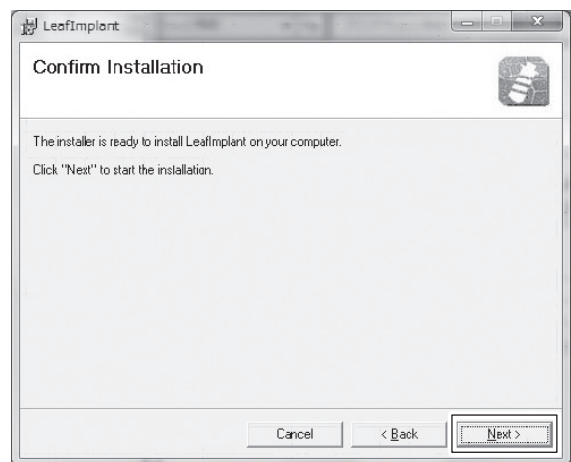 LeafImplant
Confirm Installation
The installer is ready to install LeafImplant on your computer.
Click "Next" to start the installation.
Cancel
< Back
Next >